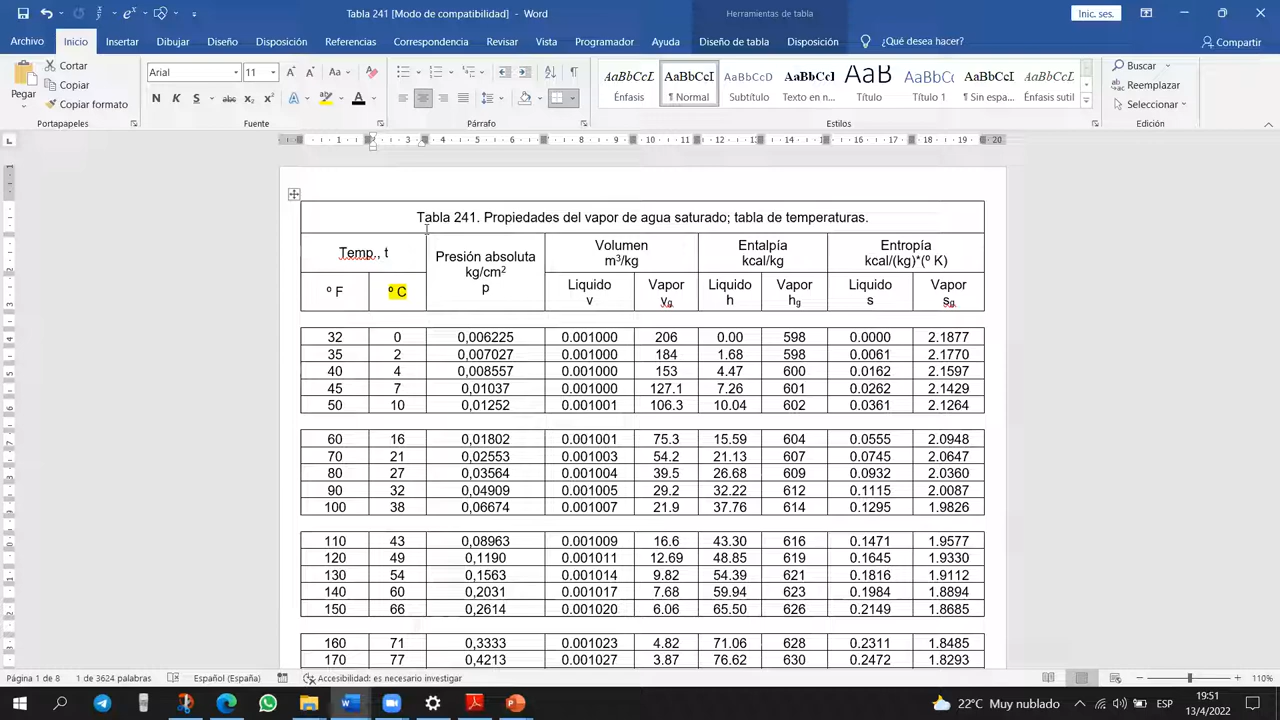 Tabla 241 [Modo de compatibilidad] - Word
Herramientas de tabla
Inic. ses.
Archivo Inicio Insertar Dibujar Diseño Disposición Referencias Correspondencia Revisar Vista Programador Ayuda Diseño de tabla Disposición ¿Qué desea hacer? Compartir
Pegar
Cortar
Copiar
Copiar formato
Portapapeles
Arial 11
N K S abc x₂ x²
Fuente
Párrafo
AaBbCcL AaBbCcI AaBbCcD AaBbCcI AaB AaBbCc AaBbCcI AaBbCcL
Énfasis ¶ Normal Subtítulo Texto en n... Título Título 1 ¶ Sin espa... Énfasis sutil
Estilos
Buscar
Reemplazar
Seleccionar
Edición
Tabla 241. Propiedades del vapor de agua saturado; tabla de temperaturas.
Temp., t
Presión absoluta
kg/cm²
p
Volumen
m³/kg
Entalpía
kcal/kg
Entropía
kcal/(kg)*(º K)
º F º C
Liquido
v
Vapor
vg
Liquido
h
Vapor
hg
Liquido
s
Vapor
sg
32 0 0,006225 0.001000 206 0.00 598 0.0000 2.1877
35 2 0,007027 0.001000 184 1.68 598 0.0061 2.1770
40 4 0,008557 0.001000 153 4.47 600 0.0162 2.1597
45 7 0,01037 0.001000 127.1 7.26 601 0.0262 2.1429
50 10 0,01252 0.001001 106.3 10.04 602 0.0361 2.1264
60 16 0,01802 0.001001 75.3 15.59 604 0.0555 2.0948
70 21 0,02553 0.001003 54.2 21.13 607 0.0745 2.0647
80 27 0,03564 0.001004 39.5 26.68 609 0.0932 2.0360
90 32 0,04909 0.001005 29.2 32.22 612 0.1115 2.0087
100 38 0,06674 0.001007 21.9 37.76 614 0.1295 1.9826
110 43 0,08963 0.001009 16.6 43.30 616 0.1471 1.9577
120 49 0,1190 0.001011 12.69 48.85 619 0.1645 1.9330
130 54 0,1563 0.001014 9.82 54.39 621 0.1816 1.9112
140 60 0,2031 0.001017 7.68 59.94 623 0.1984 1.8894
150 66 0,2614 0.001020 6.06 65.50 626 0.2149 1.8685
160 71 0,3333 0.001023 4.82 71.06 628 0.2311 1.8485
170 77 0,4213 0.001027 3.87 76.62 630 0.2472 1.8293
Página 1 de 8 1 de 3624 palabras Español (España) Accesibilidad: es necesario investigar 110%
22°C Muy nublado ESP
19:51
13/4/2022